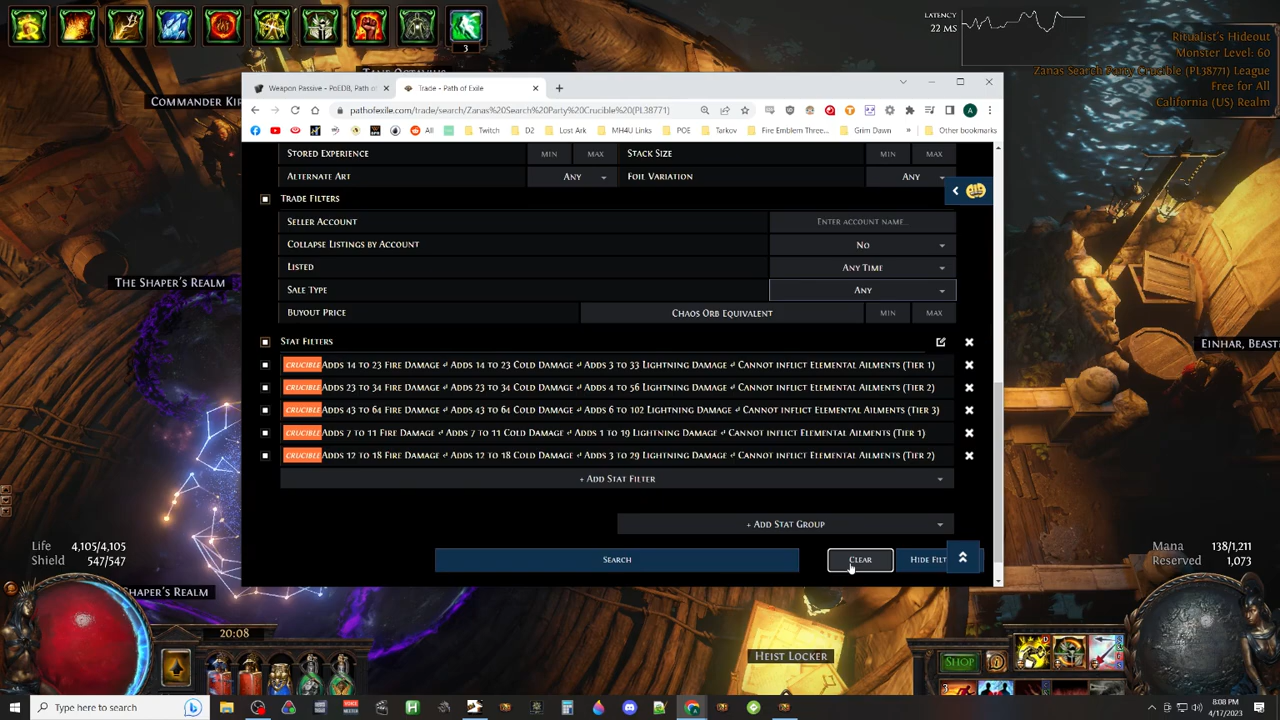 3
LATENCY
22 MS
Ritualist's Hideout
Monster Level: 60
Zanas Search Party Crucible (PL38771) League
Free for All
California (US) Realm
Weapon Passive - PoEDB, Path of
Trade - Path of Exile
pathofexile.com/trade/search/Zanas%20Search%20Party%20Crucible%20(PL38771)
All
Twitch
D2
Lost Ark
MH4U Links
POE
Tarkov
Fire Emblem Three...
Grim Dawn
»
Other bookmarks
COMMANDER KIR
STORED EXPERIENCE MIN MAX STACK SIZE MIN MAX
ALTERNATE ART ANY FOIL VARIATION ANY
TRADE FILTERS
SELLER ACCOUNT ENTER ACCOUNT NAME...
COLLAPSE LISTINGS BY ACCOUNT NO
LISTED ANY TIME
SALE TYPE ANY
BUYOUT PRICE CHAOS ORB EQUIVALENT MIN MAX
THE SHAPER'S REALM
STAT FILTERS
EINHAR, BEAST
CRUCIBLE ADDS 14 TO 23 FIRE DAMAGE ↵ ADDS 14 TO 23 COLD DAMAGE ↵ ADDS 3 TO 33 LIGHTNING DAMAGE ↵ CANNOT INFLICT ELEMENTAL AILMENTS (TIER 1)
CRUCIBLE ADDS 23 TO 34 FIRE DAMAGE ↵ ADDS 23 TO 34 COLD DAMAGE ↵ ADDS 4 TO 56 LIGHTNING DAMAGE ↵ CANNOT INFLICT ELEMENTAL AILMENTS (TIER 2)
CRUCIBLE ADDS 43 TO 64 FIRE DAMAGE ↵ ADDS 43 TO 64 COLD DAMAGE ↵ ADDS 6 TO 102 LIGHTNING DAMAGE ↵ CANNOT INFLICT ELEMENTAL AILMENTS (TIER 3)
CRUCIBLE ADDS 7 TO 11 FIRE DAMAGE ↵ ADDS 7 TO 11 COLD DAMAGE ↵ ADDS 1 TO 19 LIGHTNING DAMAGE ↵ CANNOT INFLICT ELEMENTAL AILMENTS (TIER 1)
CRUCIBLE ADDS 12 TO 18 FIRE DAMAGE ↵ ADDS 12 TO 18 COLD DAMAGE ↵ ADDS 3 TO 29 LIGHTNING DAMAGE ↵ CANNOT INFLICT ELEMENTAL AILMENTS (TIER 2)
+ ADD STAT FILTER
+ ADD STAT GROUP
SEARCH CLEAR HIDE FILT
Life 4,105/4,105
Shield 547/547
Mana 138/1,211
Reserved 1,073
SHAPER'S REALM
20:08
HEIST LOCKER
SHOP
Type here to search
8:08 PM
4/17/2023